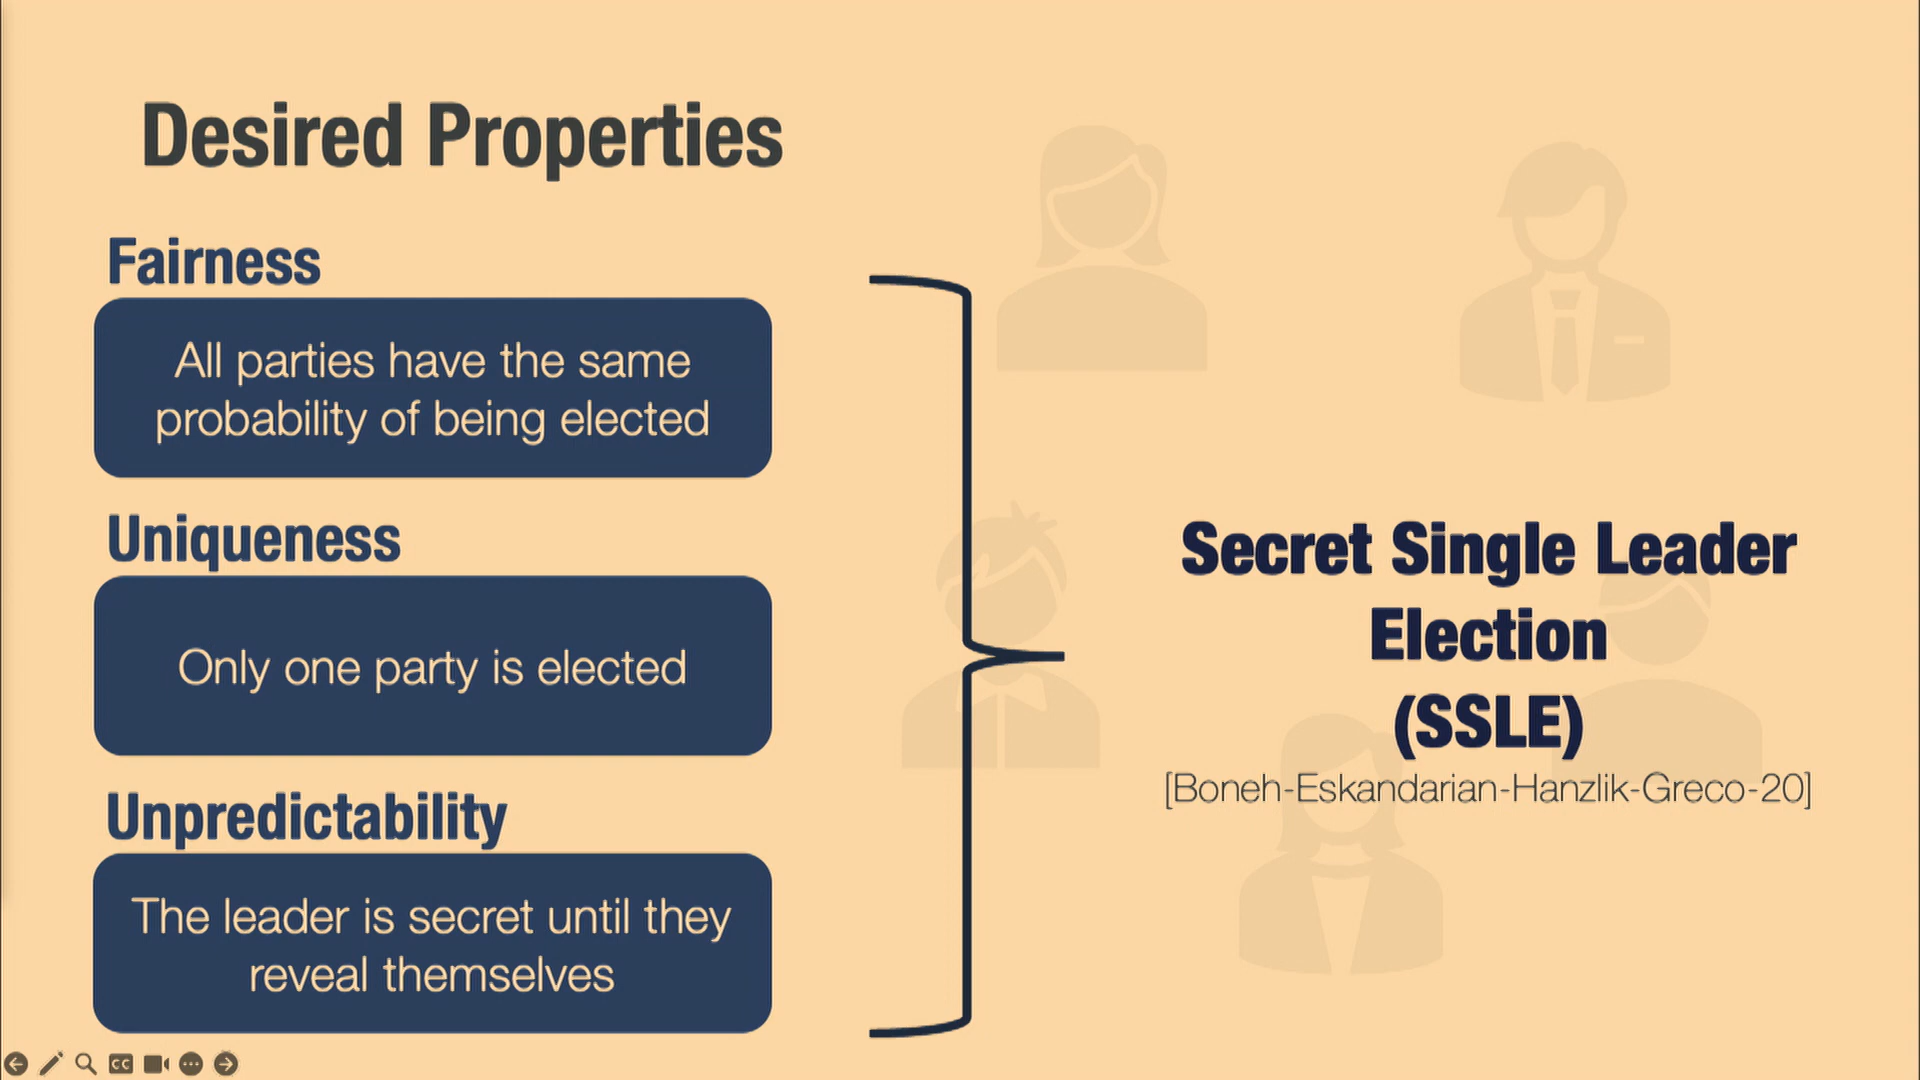 Desired Properties
Fairness
All parties have the same
probability of being elected
Uniqueness
Only one party is elected
Unpredictability
The leader is secret until they
reveal themselves
Secret Single Leader
Election
(SSLE)
[Boneh-Eskandarian-Hanzlik-Greco-20]
CC